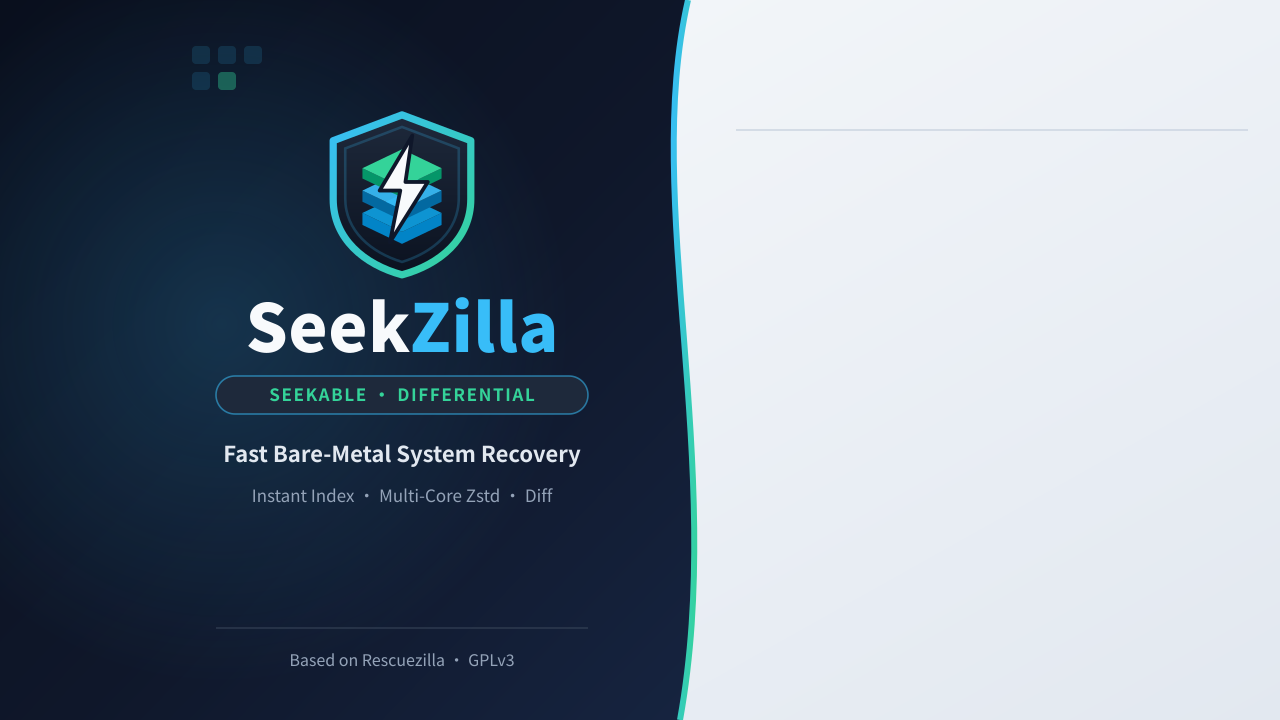 SeekZilla
SEEKABLE • DIFFERENTIAL
Fast Bare-Metal System Recovery
Instant Index • Multi-Core Zstd • Diff
Based on Rescuezilla • GPLv3